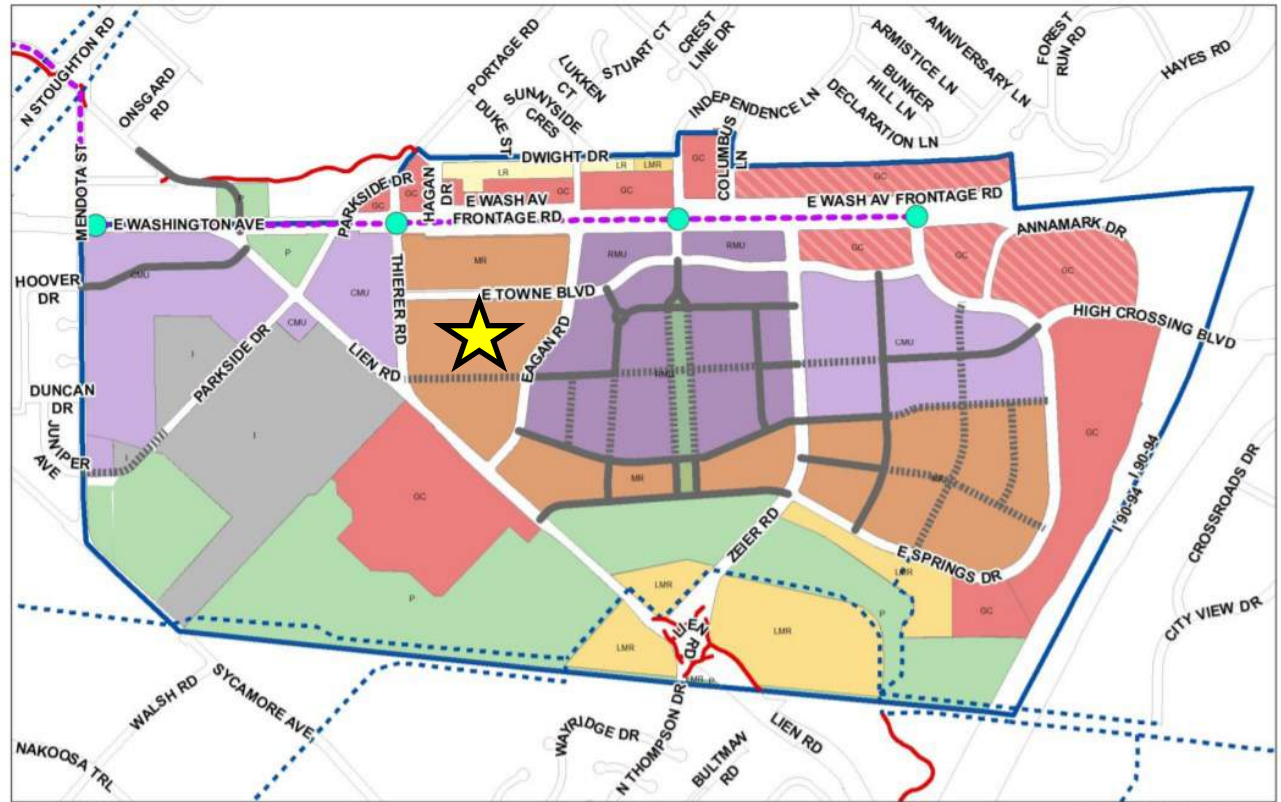 N STOUGHTON RD
ONSGARD
RD
PORTAGE RD
LUKKEN
CT
STUART CT
CREST
LINE DR
ANNIVERSARY LN
ARMISTICE LN
BUNKER
HILL LN
DECLARATION LN
FOREST
RUN RD
HAYES RD
DUKE ST
SUNNYSIDE
CRES
INDEPENDENCE LN
COLUMBUS
LN
DWIGHT DR
LR
LR
LMR
GC
GC
MENDOTA ST
PARKSIDE DR
GC
GC
HAGAN
DR
GC
GC
E WASH AV
FRONTAGE RD
E WASH AV FRONTAGE RD
P
E WASHINGTON AVE
ANNAMARK DR
P
MR
RMU
RMU
GC
GC
GC
HOOVER
DR
CMU
CMU
THIERER RD
E TOWNE BLVD
HIGH CROSSING BLVD
CMU
PARKSIDE DR
LIEN RD
EAGAN RD
RMU
CMU
I
DUNCAN
DR
JUNIPER
AVE
I
I
GC
GC
MR
MR
I 90-94
I 90-94
CROSSROADS DR
ZEIER RD
E SPRINGS DR
LMR
LMR
P
P
GC
CITY VIEW DR
LIEN
RD
LMR
LMR
LMR
P
WALSH RD
SYCAMORE AVE
WAYRIDGE DR
N THOMPSON DR
LIEN RD
BULTMAN
RD
NAKOOSA TRL